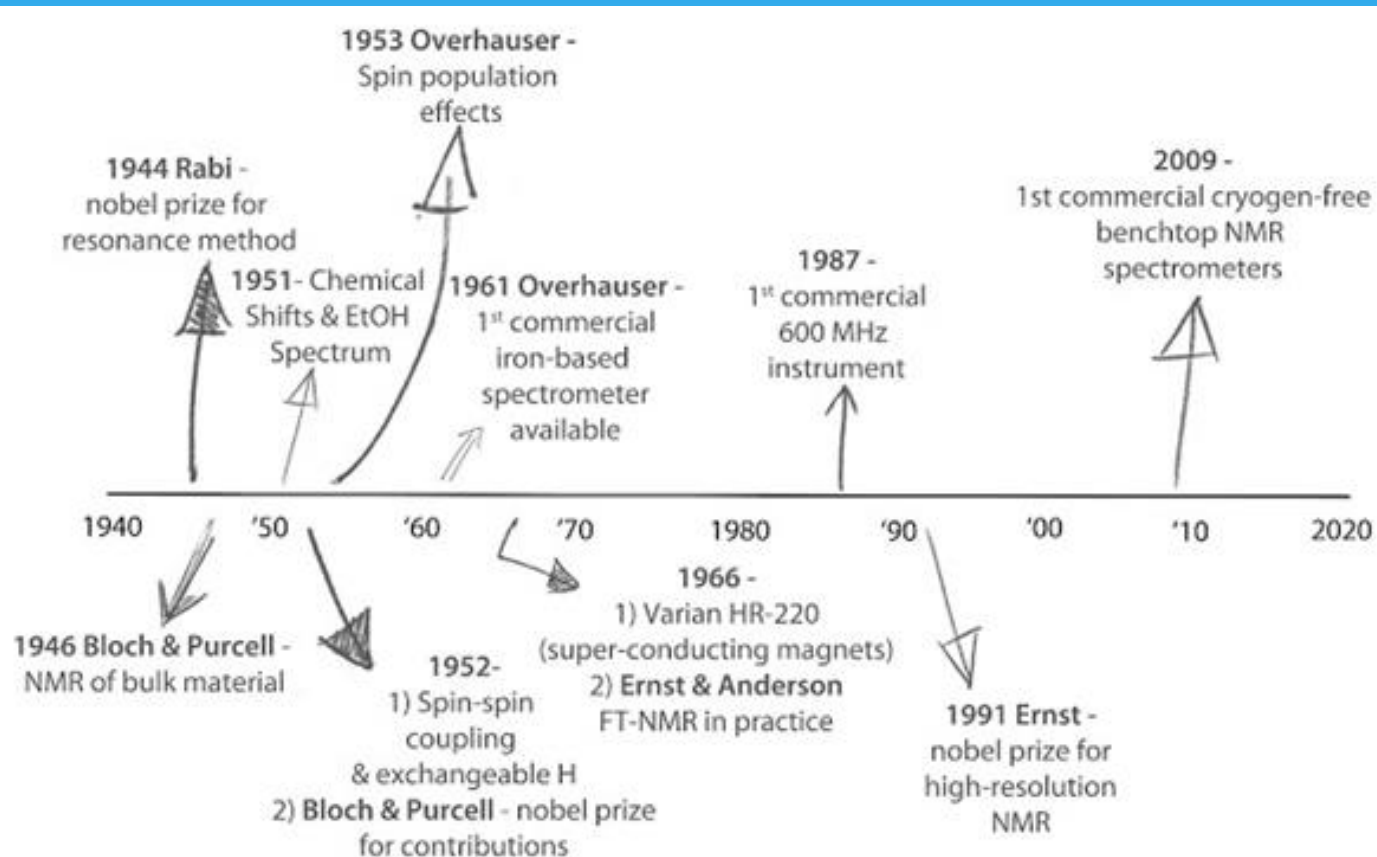 1953 Overhauser -
Spin population
effects
1944 Rabi -
nobel prize for
resonance method
1951- Chemical
Shifts & EtOH
Spectrum
1961 Overhauser -
1st commercial
iron-based
spectrometer
available
1987 -
1st commercial
600 MHz
instrument
2009 -
1st commercial cryogen-free
benchtop NMR
spectrometers
1940 '50 '60 '70 1980 '90 '00 '10 2020
1946 Bloch & Purcell -
NMR of bulk material
1952-
1) Spin-spin
coupling
& exchangeable H
2) Bloch & Purcell - nobel prize
for contributions
1966 -
1) Varian HR-220
(super-conducting magnets)
2) Ernst & Anderson
FT-NMR in practice
1991 Ernst -
nobel prize for
high-resolution
NMR